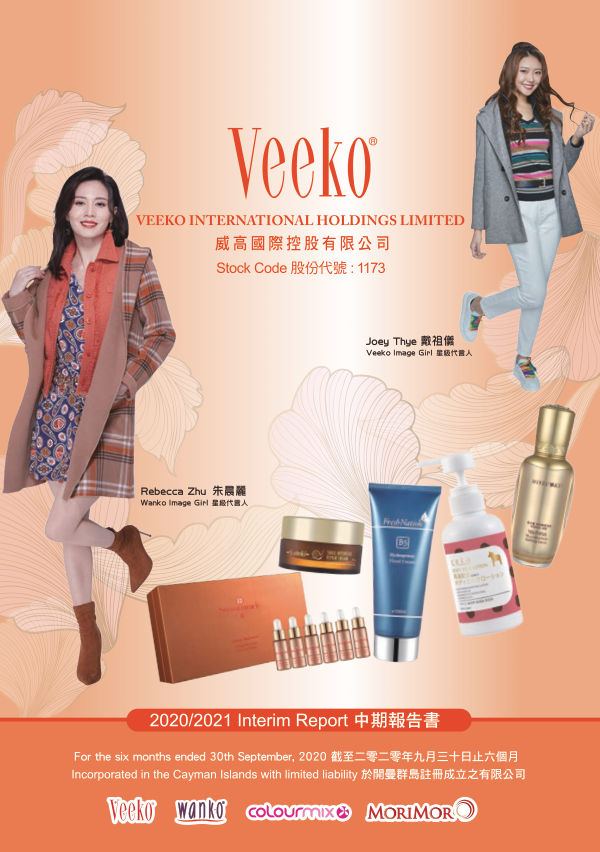 Veeko®
VEEKO INTERNATIONAL HOLDINGS LIMITED
威高國際控股有限公司
Stock Code 股份代號 : 1173
Joey Thye 戴祖儀
Veeko Image Girl 星級代言人
Rebecca Zhu 朱晨麗
Wanko Image Girl 星級代言人
Fresh Nation
B5
Hand Cream
2020/2021 Interim Report 中期報告書
For the six months ended 30th September, 2020 截至二零二零年九月三十日止六個月
Incorporated in the Cayman Islands with limited liability 於開曼群島註冊成立之有限公司
Veeko® wanko® colourmix MORIMOR